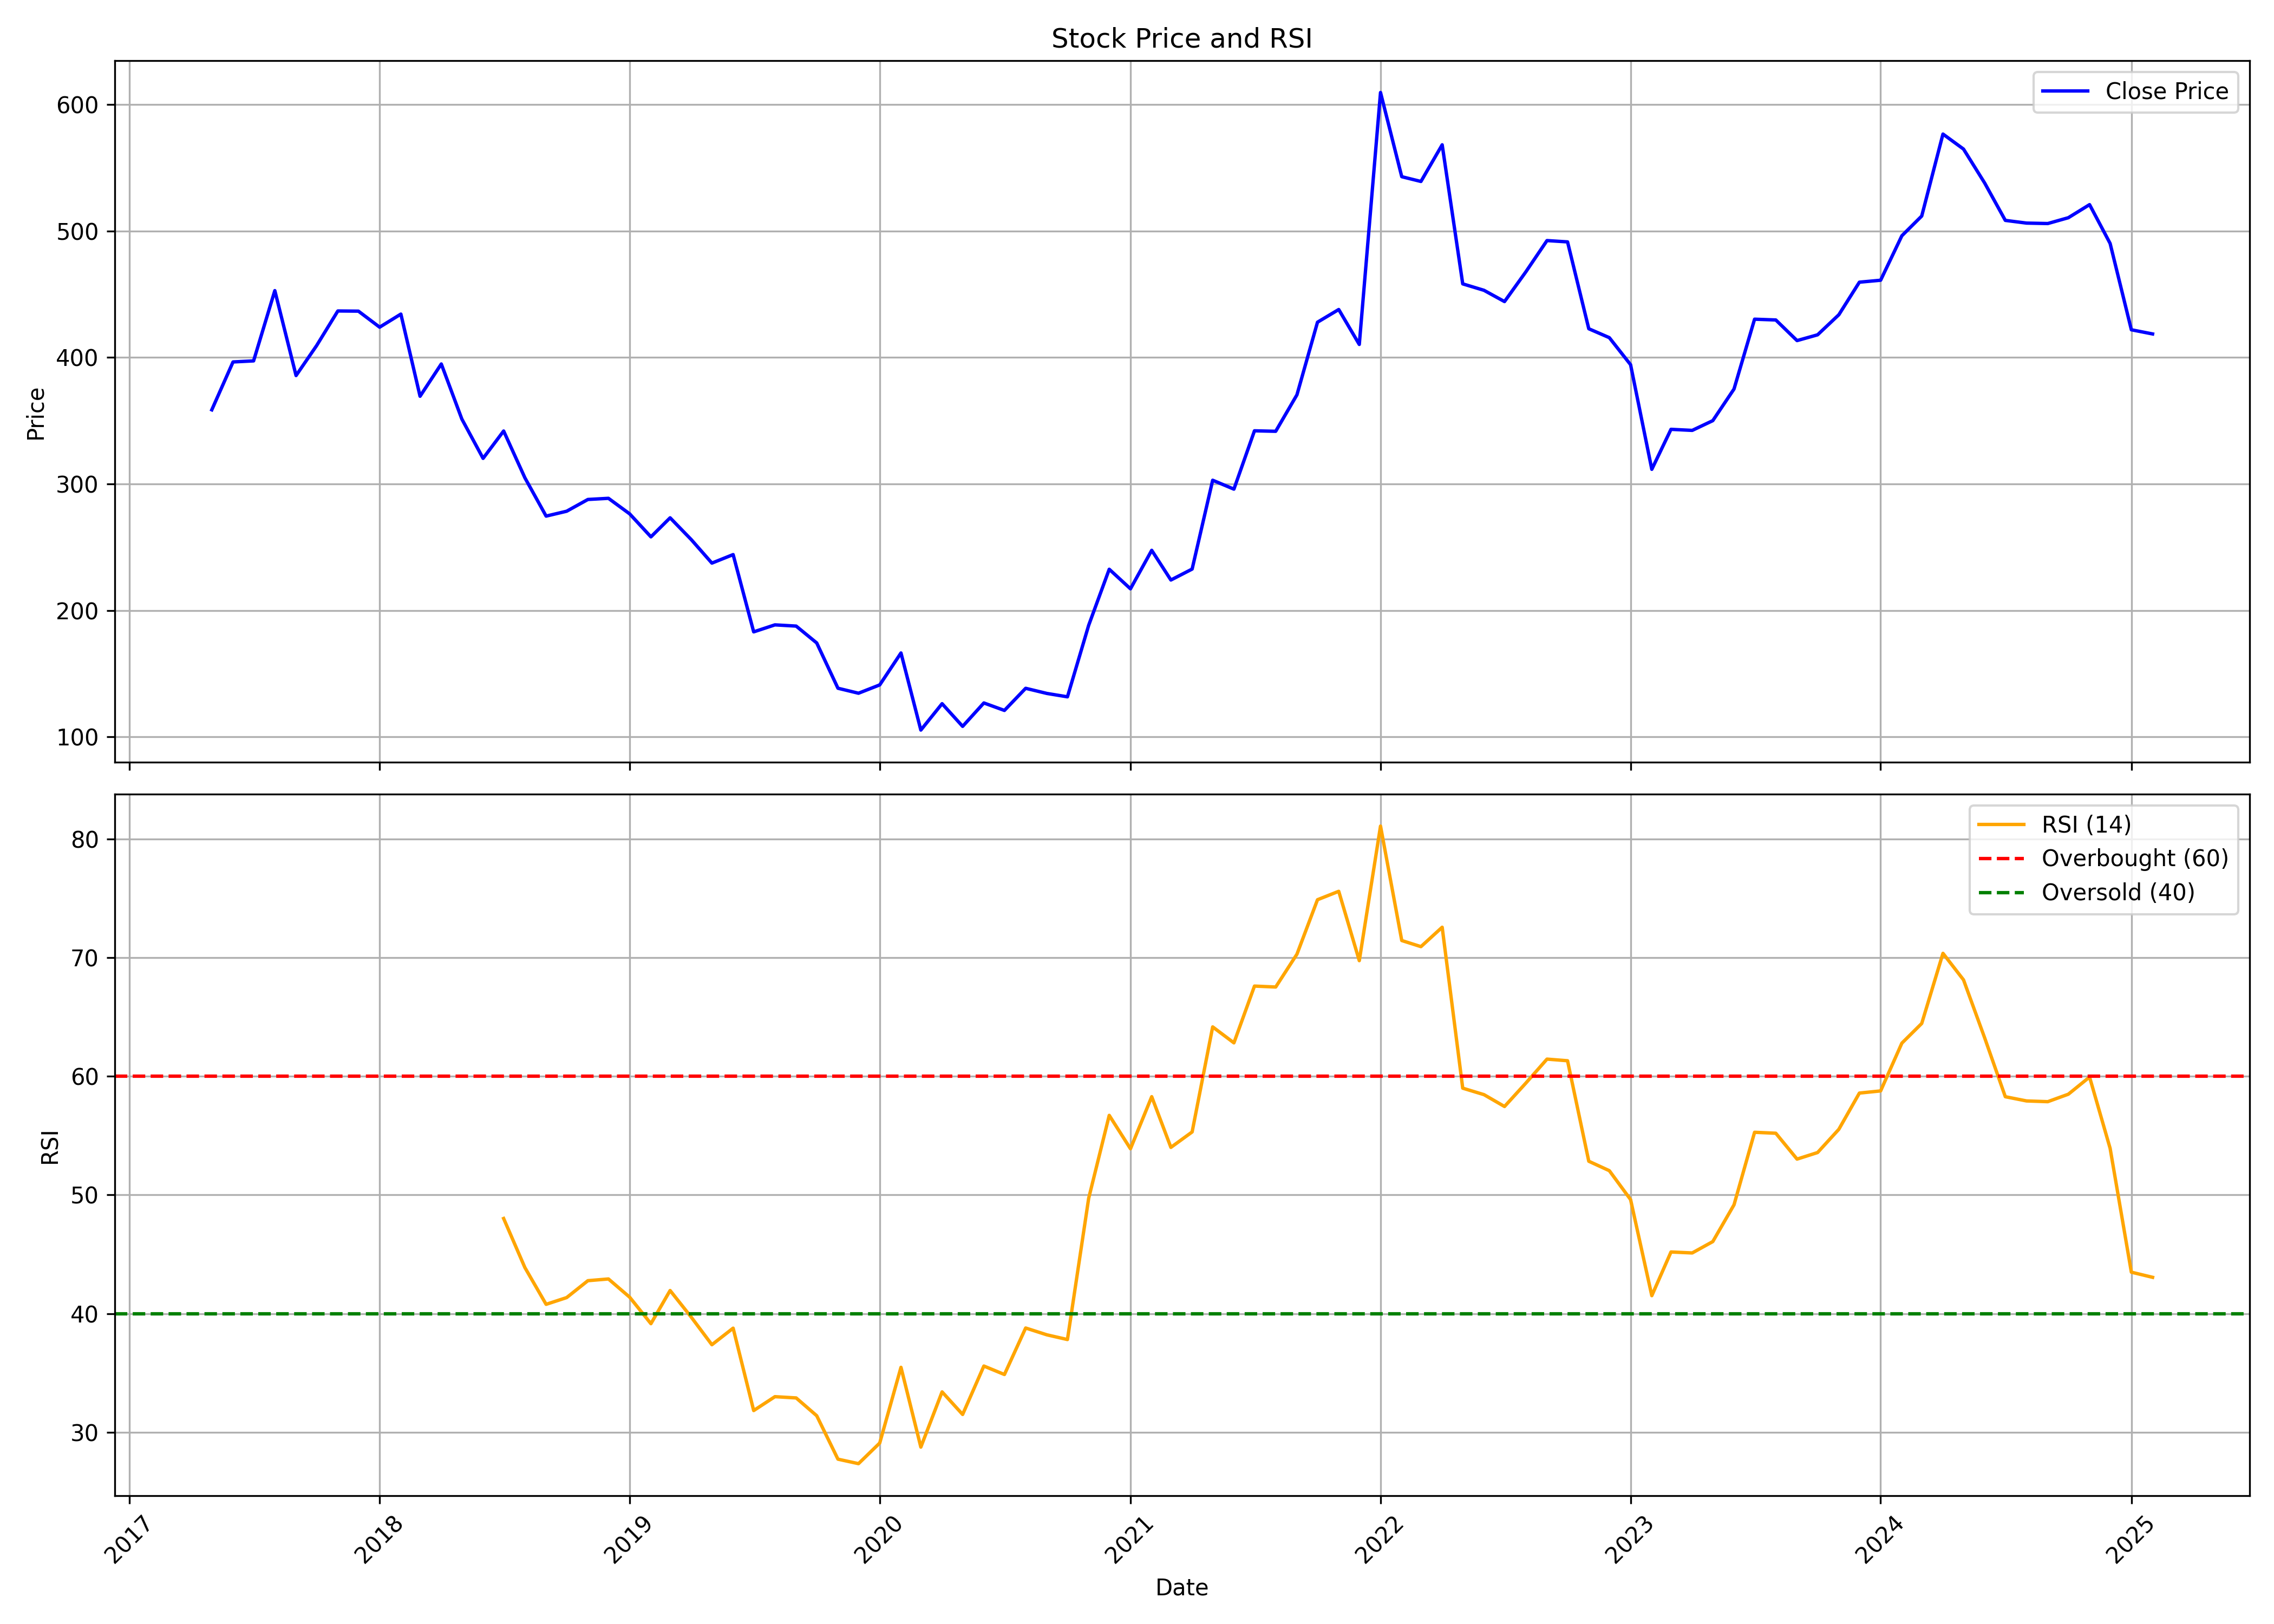 Stock Price and RSI
Close Price
Price
600
500
400
300
200
100
RSI (14)
Overbought (60)
Oversold (40)
RSI
80
70
60
50
40
30
2017
2018
2019
2020
2021
2022
2023
2024
2025
Date